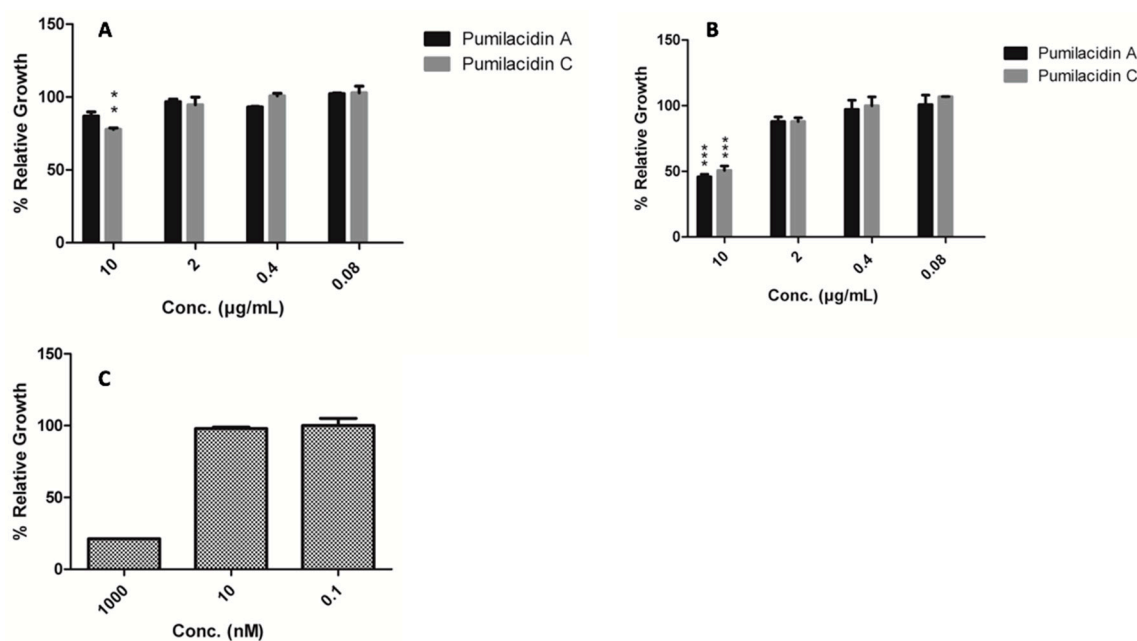 A
Pumilacidin A
Pumilacidin C
% Relative Growth
150
100
50
0
**
10
2
0.4
0.08
Conc. (µg/mL)
B
Pumilacidin A
Pumilacidin C
% Relative Growth
150
100
50
0
***
***
10
2
0.4
0.08
Conc. (µg/mL)
C
% Relative Growth
150
100
50
0
1000
10
0.1
Conc. (nM)